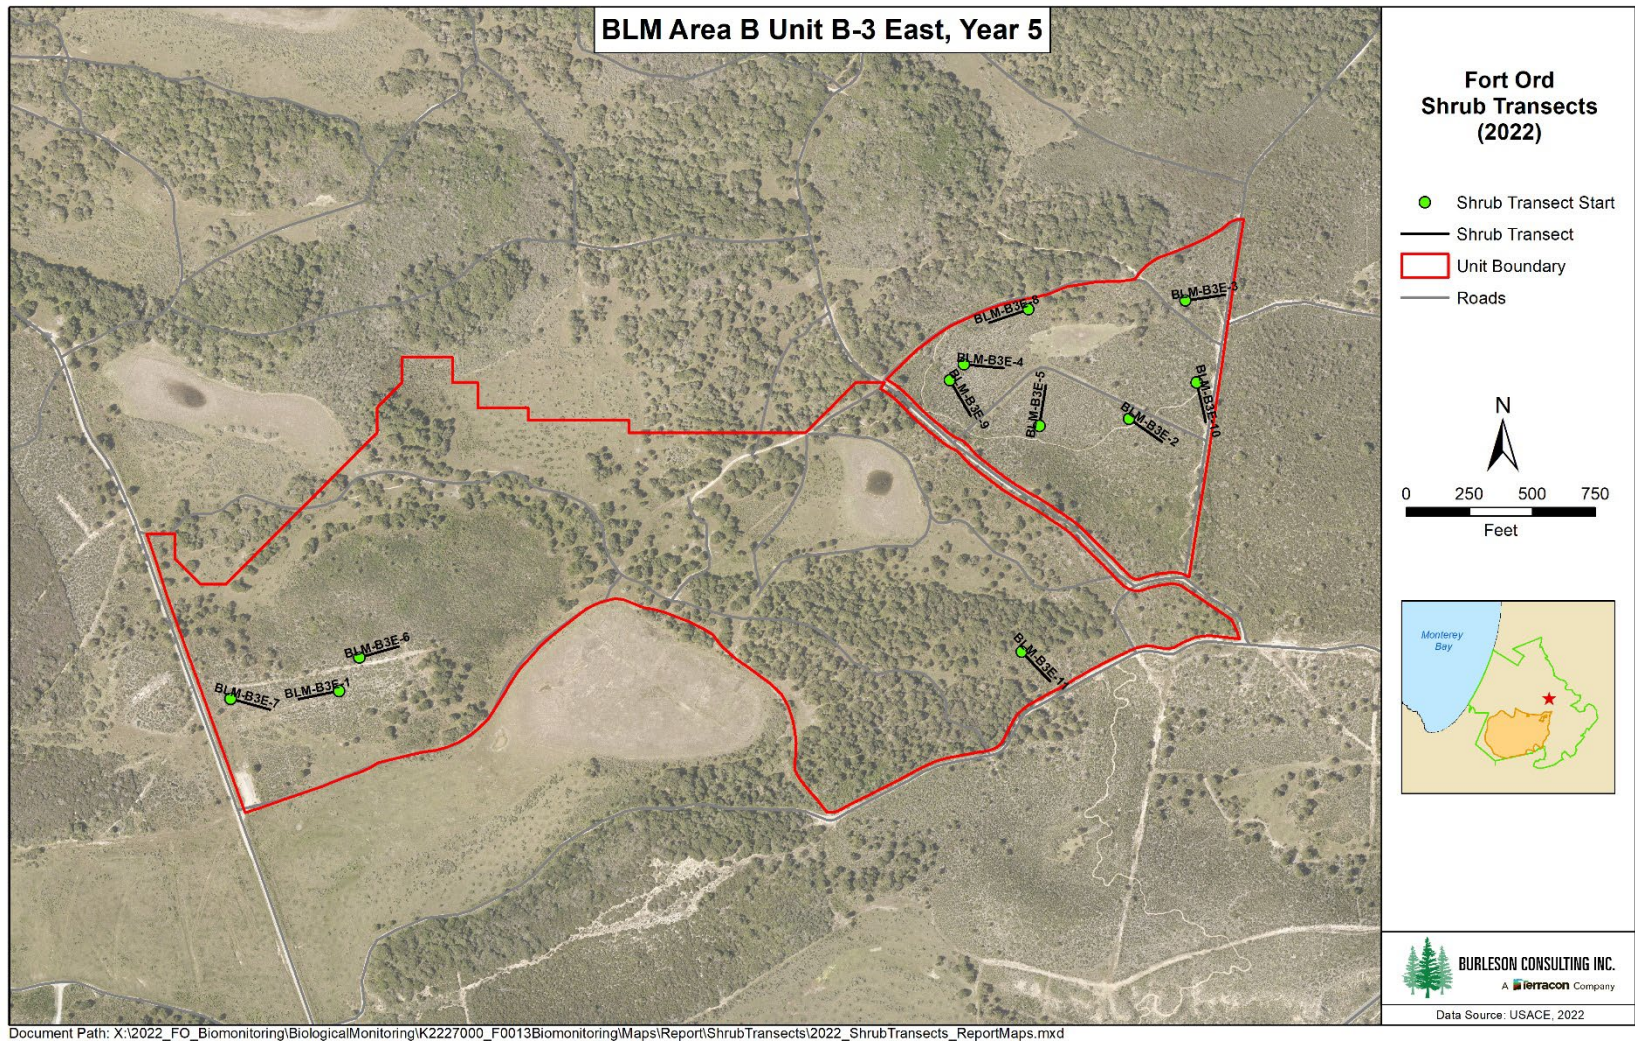 BLM Area B Unit B-3 East, Year 5
BLM-B3E-8
BLM-B3E-3
BLM-B3E-4
BLM-B3E-9
BLM-B3E-5
BLM-B3E-2
BLM-B3E-10
BLM-B3E-6
BLM-B3E-1
BLM-B3E-7
BLM-B3E-11
Fort Ord
Shrub Transects
(2022)
Shrub Transect Start
Shrub Transect
Unit Boundary
Roads
N
0 250 500 750
Feet
Monterey
Bay
BURLESON CONSULTING INC.
A Terracon Company
Data Source: USACE, 2022
Document Path: X:\2022_FO_Biomonitoring\BiologicalMonitoring\K2227000_F0013Biomonitoring\Maps\Report\ShrubTransects\2022_ShrubTransects_ReportMaps.mxd